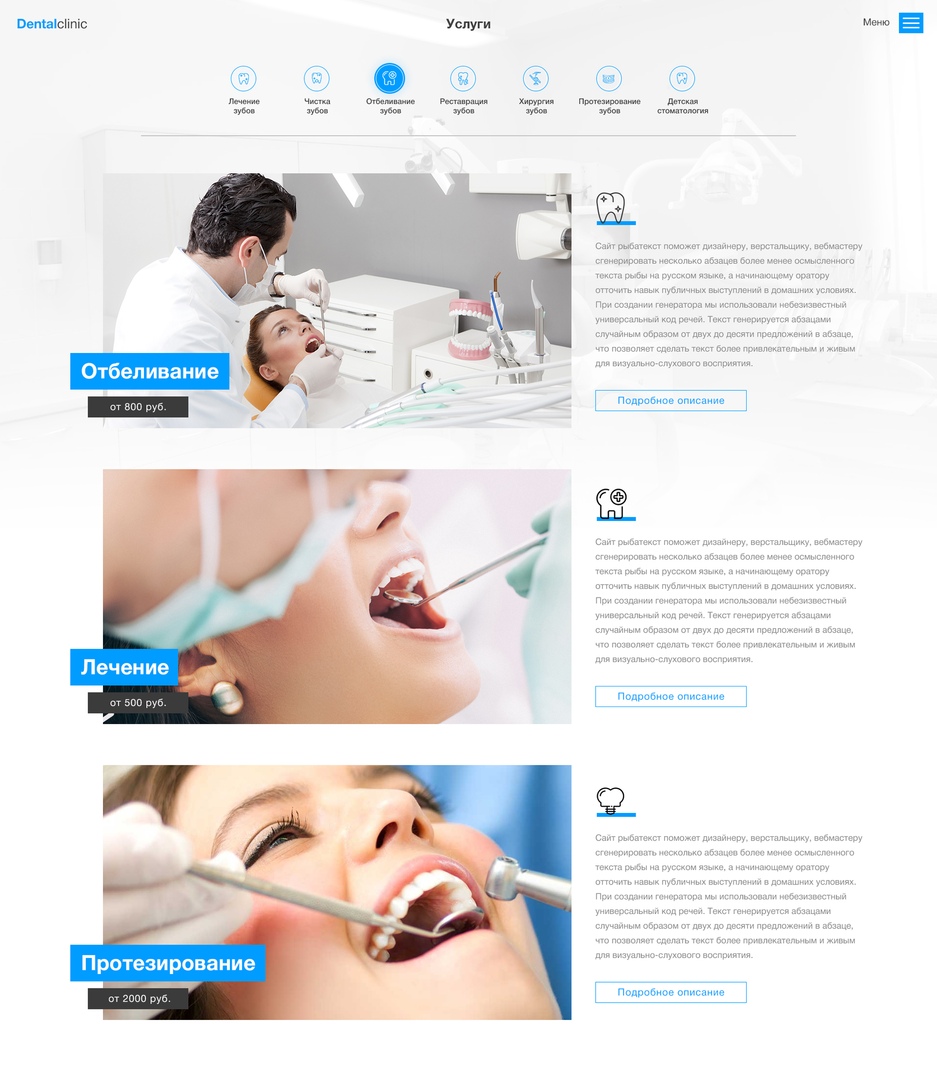 Dentalclinic
Услуги
Меню
Лечение
зубов
Чистка
зубов
Отбеливание
зубов
Реставрация
зубов
Хирургия
зубов
Протезирование
зубов
Детская
стоматология
Отбеливание
от 800 руб.
Сайт рыбатекст поможет дизайнеру, верстальщику, вебмастеру
сгенерировать несколько абзацев более менее осмысленного
текста рыбы на русском языке, а начинающему оратору
отточить навык публичных выступлений в домашних условиях.
При создании генератора мы использовали небезизвестный
универсальный код речей. Текст генерируется абзацами
случайным образом от двух до десяти предложений в абзаце,
что позволяет сделать текст более привлекательным и живым
для визуально-слухового восприятия.
Подробное описание
Лечение
от 500 руб.
Сайт рыбатекст поможет дизайнеру, верстальщику, вебмастеру
сгенерировать несколько абзацев более менее осмысленного
текста рыбы на русском языке, а начинающему оратору
отточить навык публичных выступлений в домашних условиях.
При создании генератора мы использовали небезизвестный
универсальный код речей. Текст генерируется абзацами
случайным образом от двух до десяти предложений в абзаце,
что позволяет сделать текст более привлекательным и живым
для визуально-слухового восприятия.
Подробное описание
Протезирование
от 2000 руб.
Сайт рыбатекст поможет дизайнеру, верстальщику, вебмастеру
сгенерировать несколько абзацев более менее осмысленного
текста рыбы на русском языке, а начинающему оратору
отточить навык публичных выступлений в домашних условиях.
При создании генератора мы использовали небезизвестный
универсальный код речей. Текст генерируется абзацами
случайным образом от двух до десяти предложений в абзаце,
что позволяет сделать текст более привлекательным и живым
для визуально-слухового восприятия.
Подробное описание